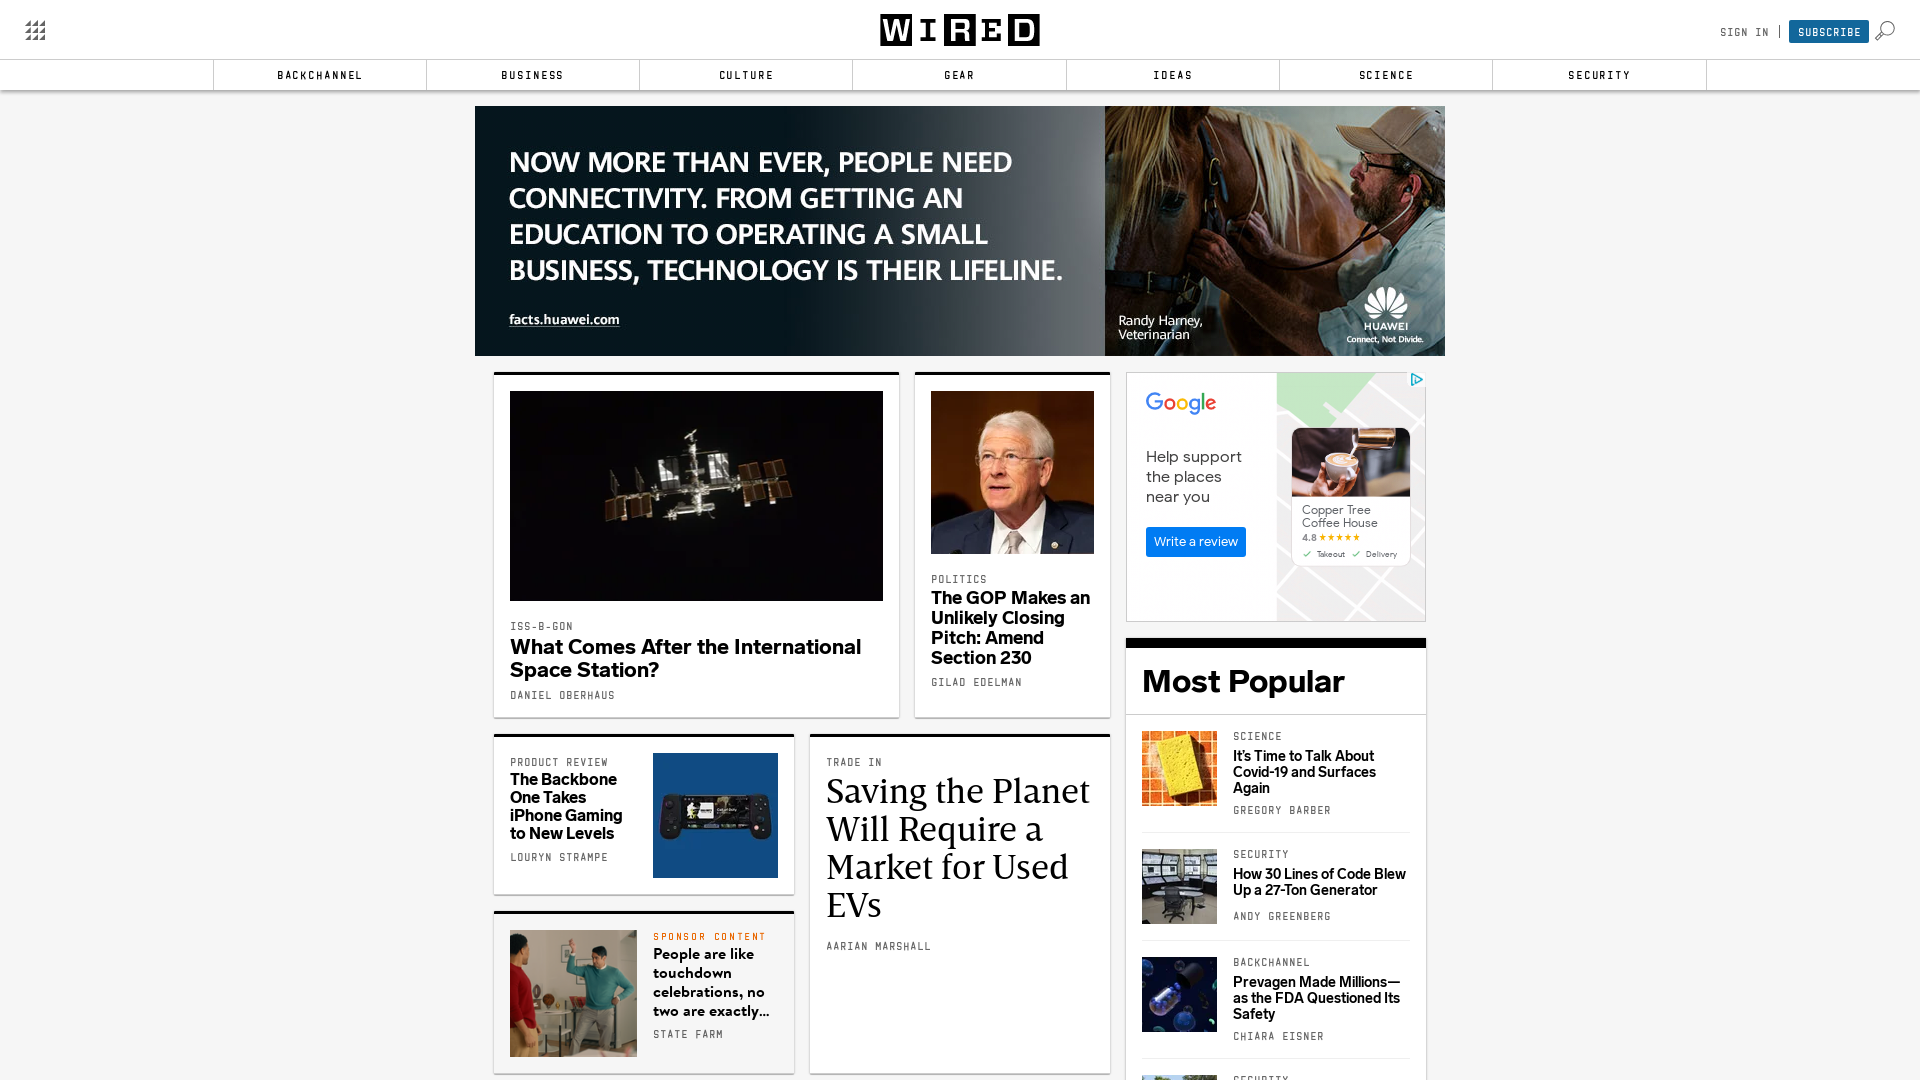 WIRED
SIGN IN
SUBSCRIBE
BACKCHANNEL
BUSINESS
CULTURE
GEAR
IDEAS
SCIENCE
SECURITY
NOW MORE THAN EVER, PEOPLE NEED
CONNECTIVITY. FROM GETTING AN
EDUCATION TO OPERATING A SMALL
BUSINESS, TECHNOLOGY IS THEIR LIFELINE.
facts.huawei.com
Randy Harney,
Veterinarian
HUAWEI
Connect, Not Divide.
ISS-B-GON
What Comes After the International
Space Station?
DANIEL OBERHAUS
POLITICS
The GOP Makes an
Unlikely Closing
Pitch: Amend
Section 230
GILAD EDELMAN
Google
Help support
the places
near you
Write a review
Copper Tree
Coffee House
4.8
Takeout
Delivery
PRODUCT REVIEW
The Backbone
One Takes
iPhone Gaming
to New Levels
LOURYN STRAMPE
SPONSOR CONTENT
People are like
touchdown
celebrations, no
two are exactly...
STATE FARM
TRADE IN
Saving the Planet
Will Require a
Market for Used
EVs
AARIAN MARSHALL
Most Popular
SCIENCE
It's Time to Talk About
Covid-19 and Surfaces
Again
GREGORY BARBER
SECURITY
How 30 Lines of Code Blew
Up a 27-Ton Generator
ANDY GREENBERG
BACKCHANNEL
Prevagen Made Millions—
as the FDA Questioned Its
Safety
CHIARA EISNER
SECURITY